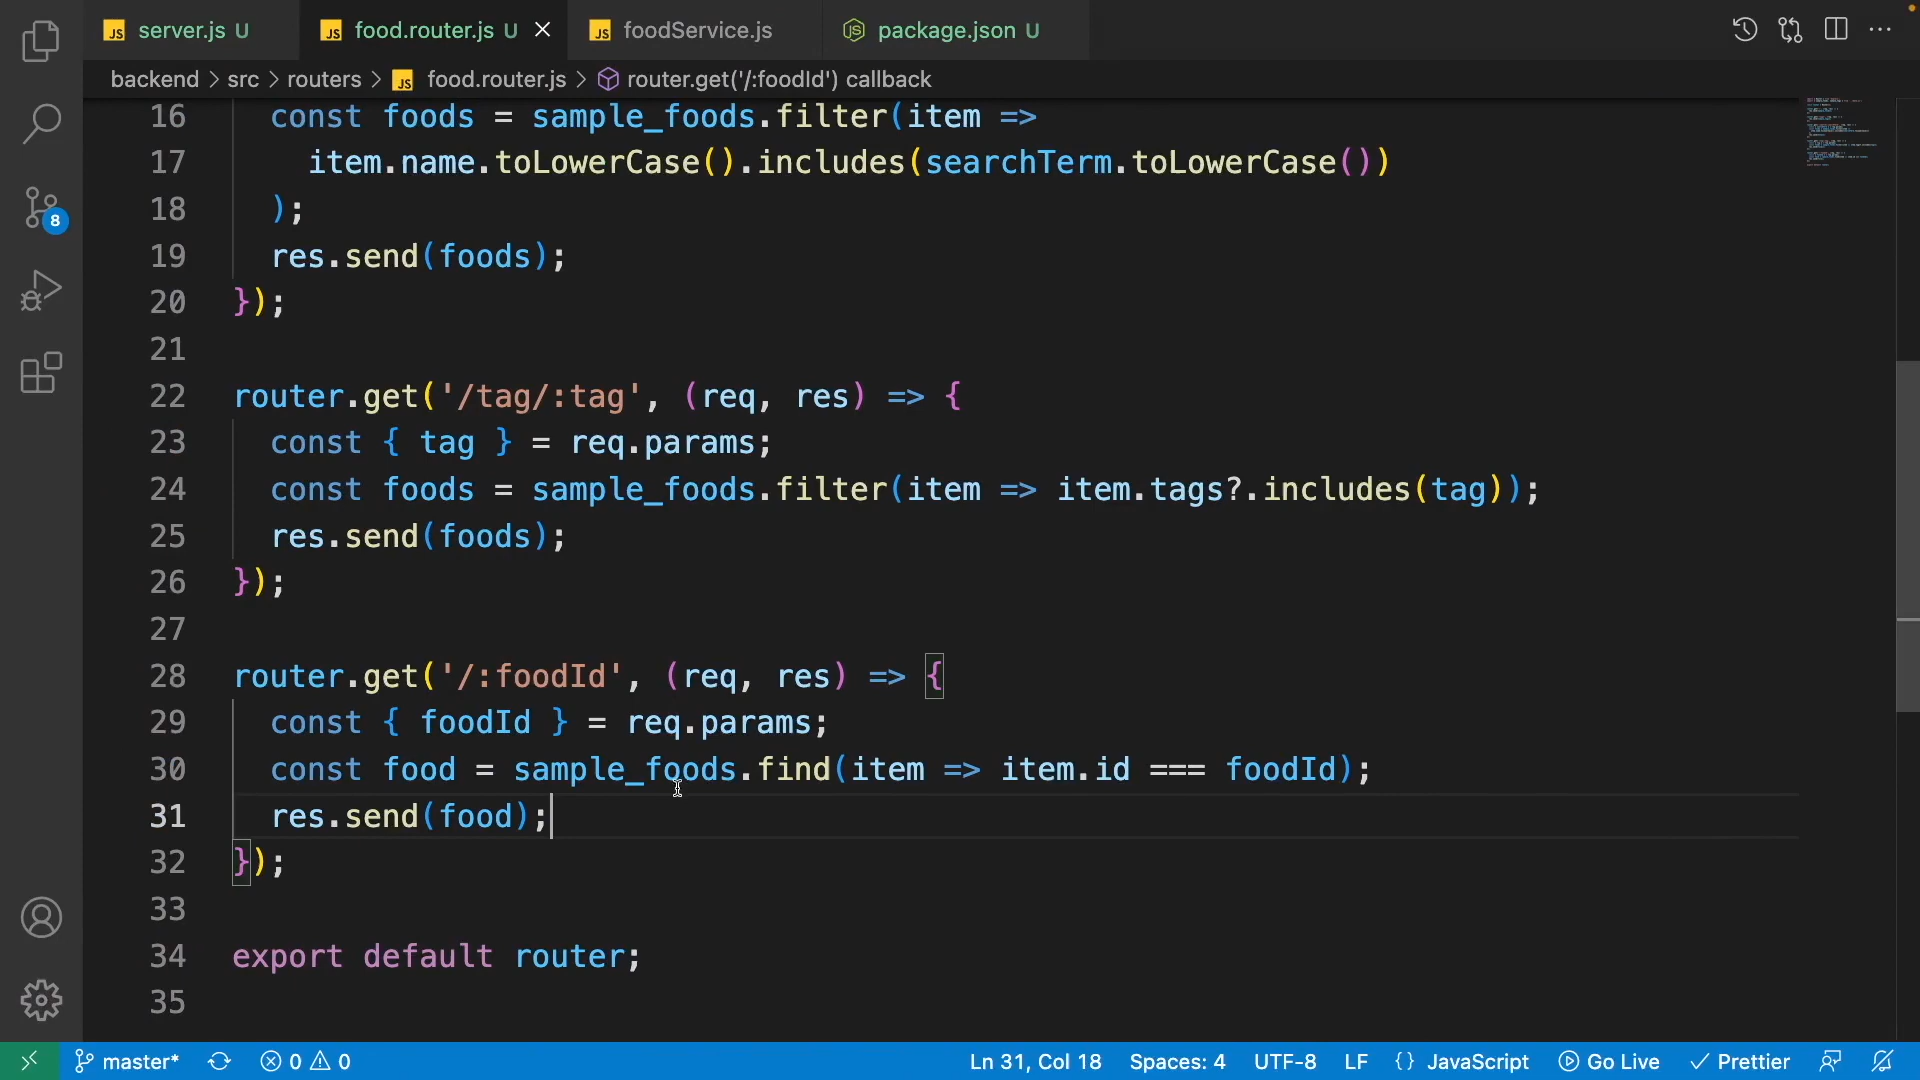 server.js U
food.router.js U
foodService.js
package.json U
backend > src > routers > food.router.js > router.get('/:foodId') callback
16 const foods = sample_foods.filter(item =>
17 item.name.toLowerCase().includes(searchTerm.toLowerCase())
18 );
19 res.send(foods);
20 });
21
22 router.get('/tag/:tag', (req, res) => {
23 const { tag } = req.params;
24 const foods = sample_foods.filter(item => item.tags?.includes(tag));
25 res.send(foods);
26 });
27
28 router.get('/:foodId', (req, res) => {
29 const { foodId } = req.params;
30 const food = sample_foods.find(item => item.id === foodId);
31 res.send(food);
32 });
33
34 export default router;
35
8
master* 0 0 Ln 31, Col 18 Spaces: 4 UTF-8 LF {} JavaScript Go Live Prettier